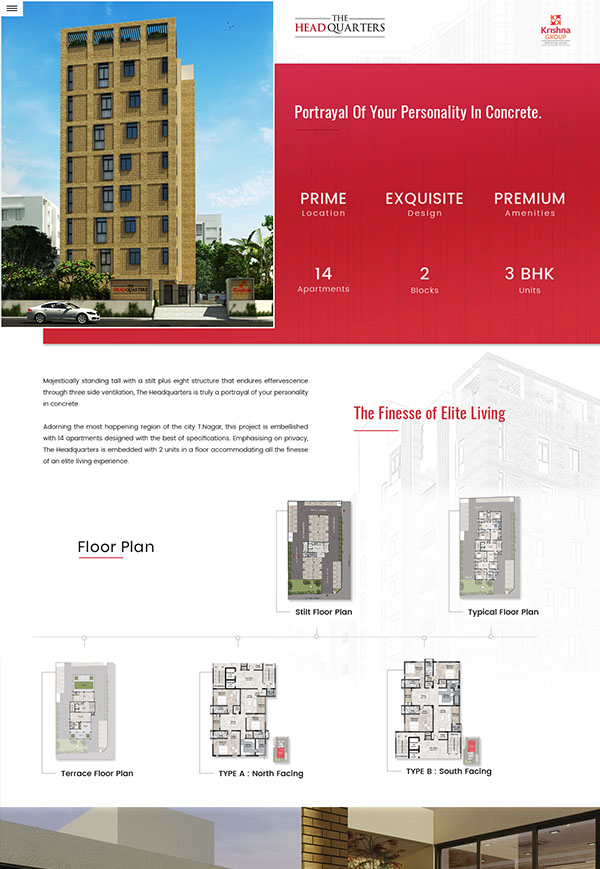 THE
HEADQUARTERS
Krishna
GROUP
Portrayal Of Your Personality In Concrete.
PRIME
Location
EXQUISITE
Design
PREMIUM
Amenities
14
Apartments
2
Blocks
3 BHK
Units
THE
HEADQUARTERS
Krishna
Majestically standing tall with a stilt plus eight structure that endures effervescence
through three side ventilation, The Headquarters is truly a portrayal of your personality
in concrete.
Adorning the most happening region of the city T.Nagar, this project is embellished
with 14 apartments designed with the best of specifications. Emphasising on privacy,
The Headquarters is embedded with 2 units in a floor accommodating all the finesse
of an elite living experience.
The Finesse of Elite Living
Floor Plan
Stilt Floor Plan
Typical Floor Plan
Terrace Floor Plan
TYPE A : North Facing
TYPE B : South Facing